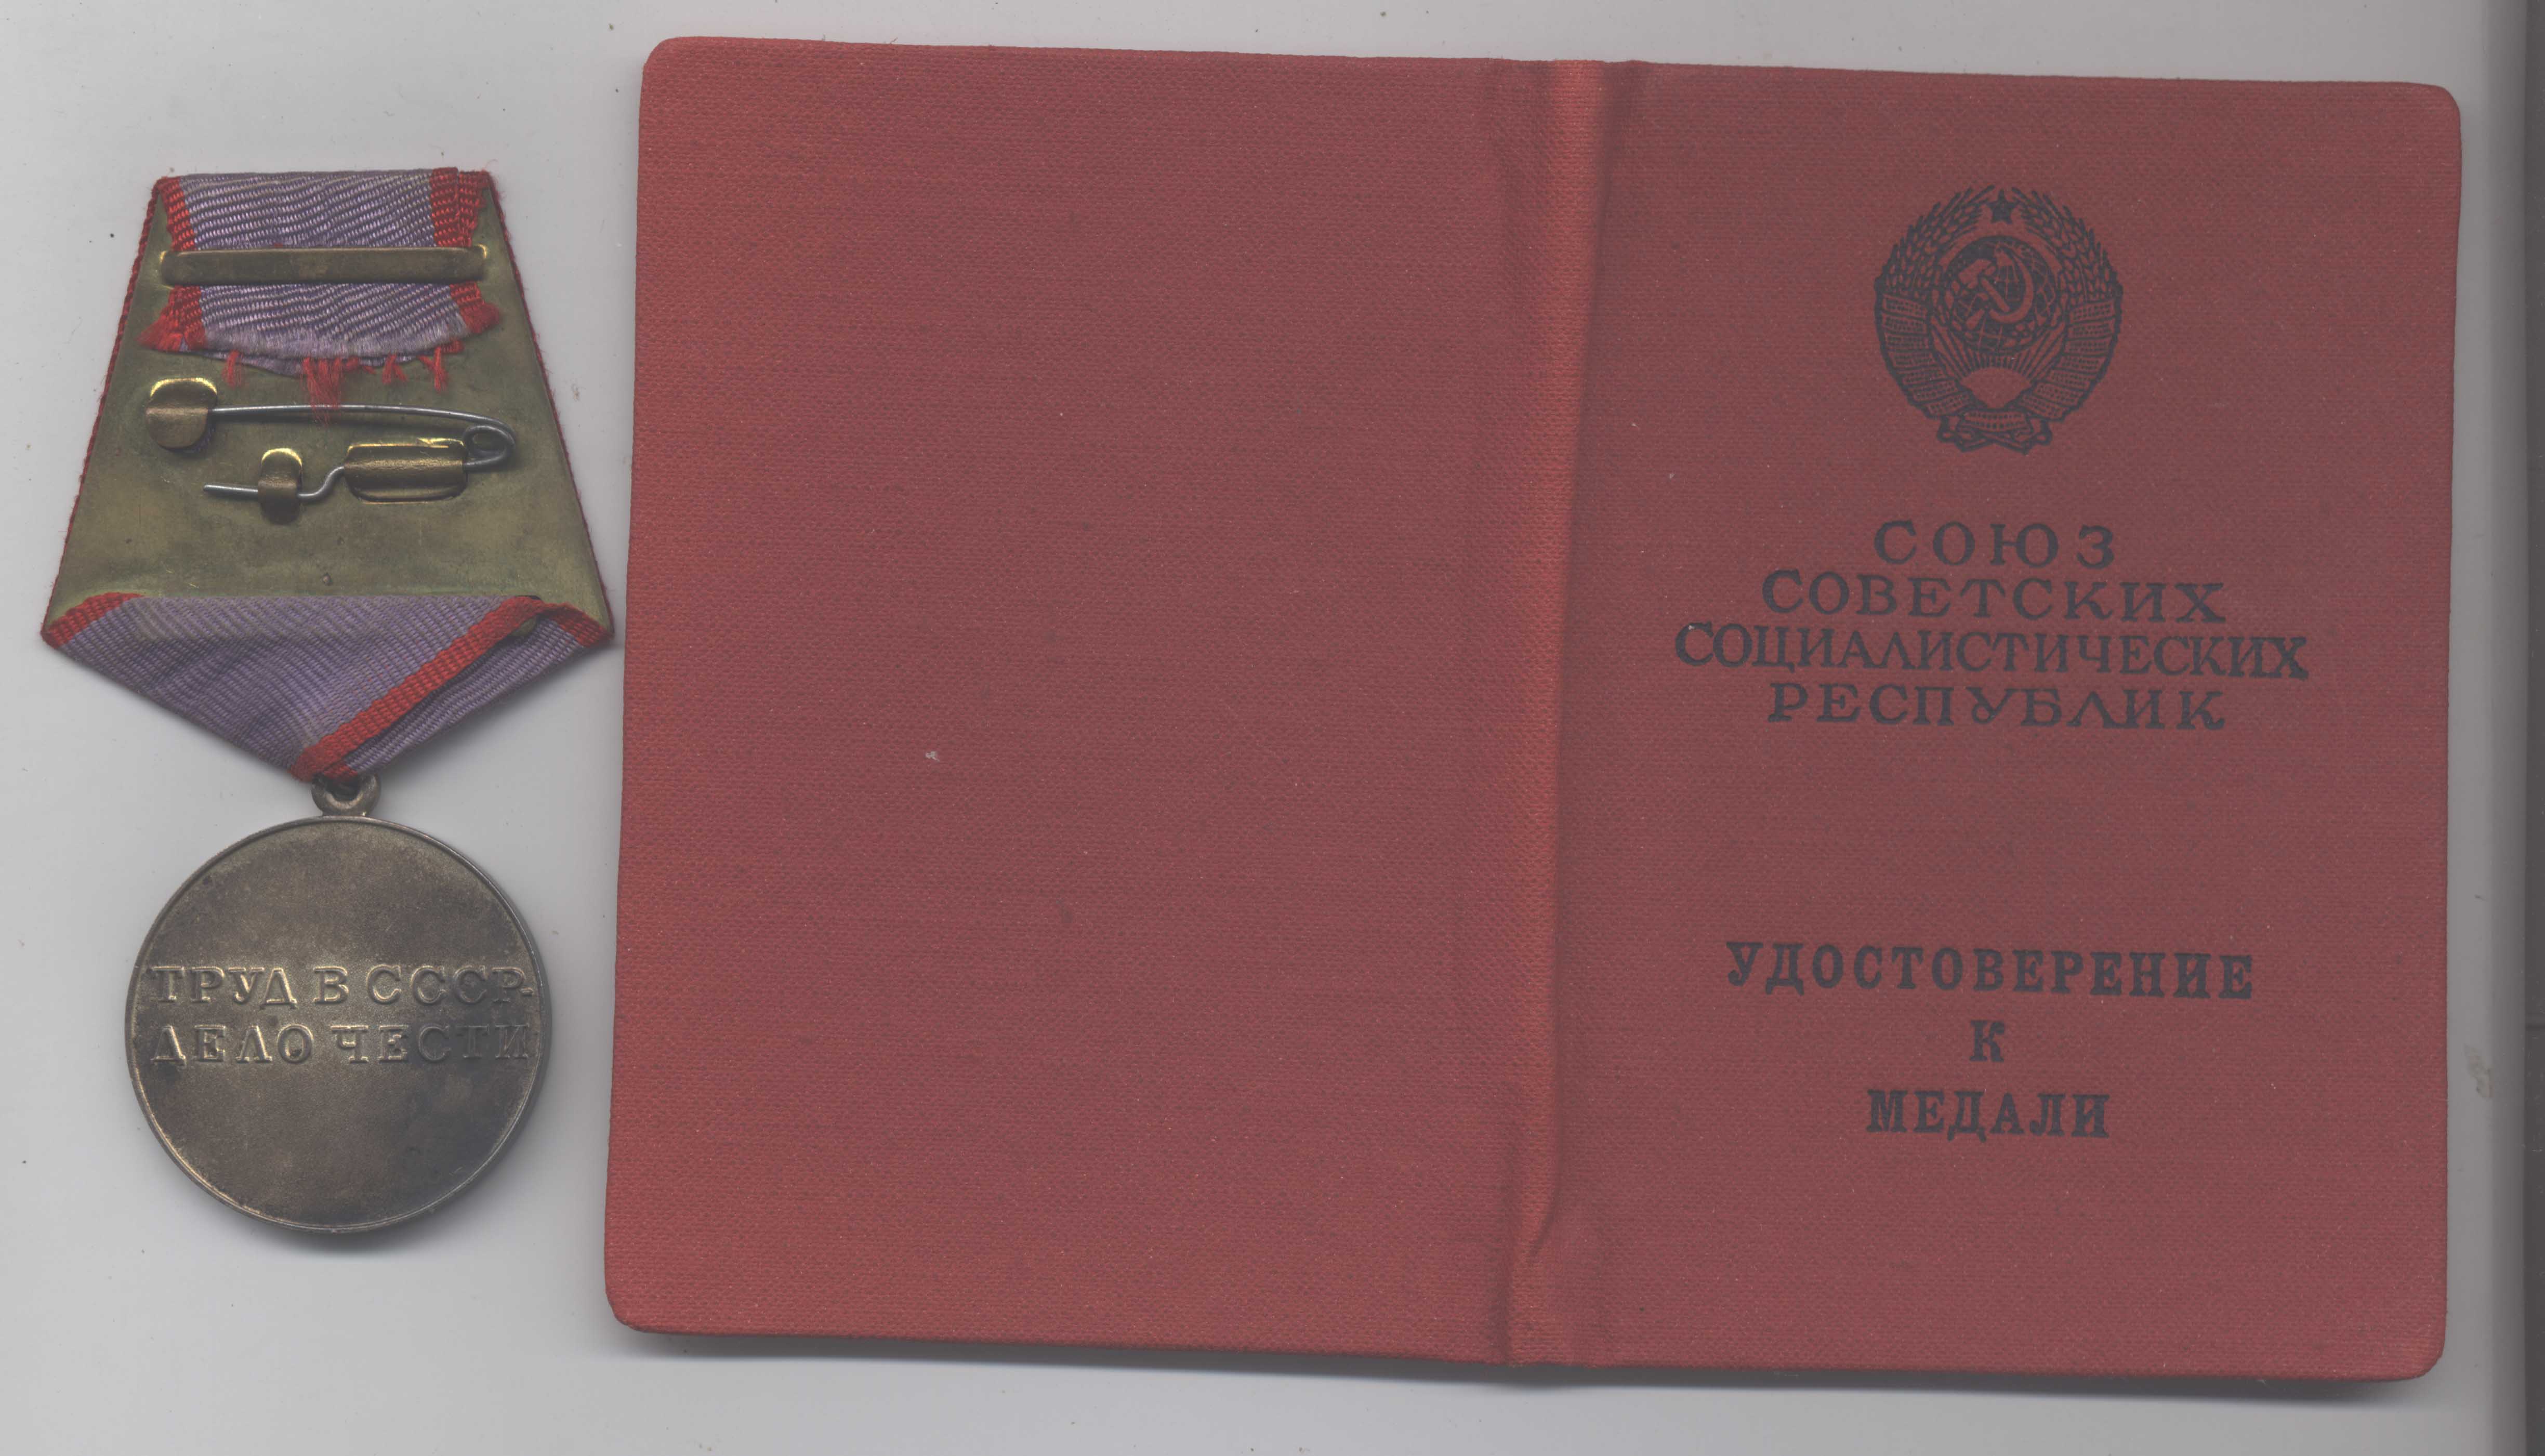 ТРУД В СССР-
ДЕЛО ЧЕСТИ
СОЮЗ
СОВЕТСКИХ
СОЦИАЛИСТИЧЕСКИХ
РЕСПУБЛИК
УДОСТОВЕРЕНИЕ
К
МЕДАЛИ